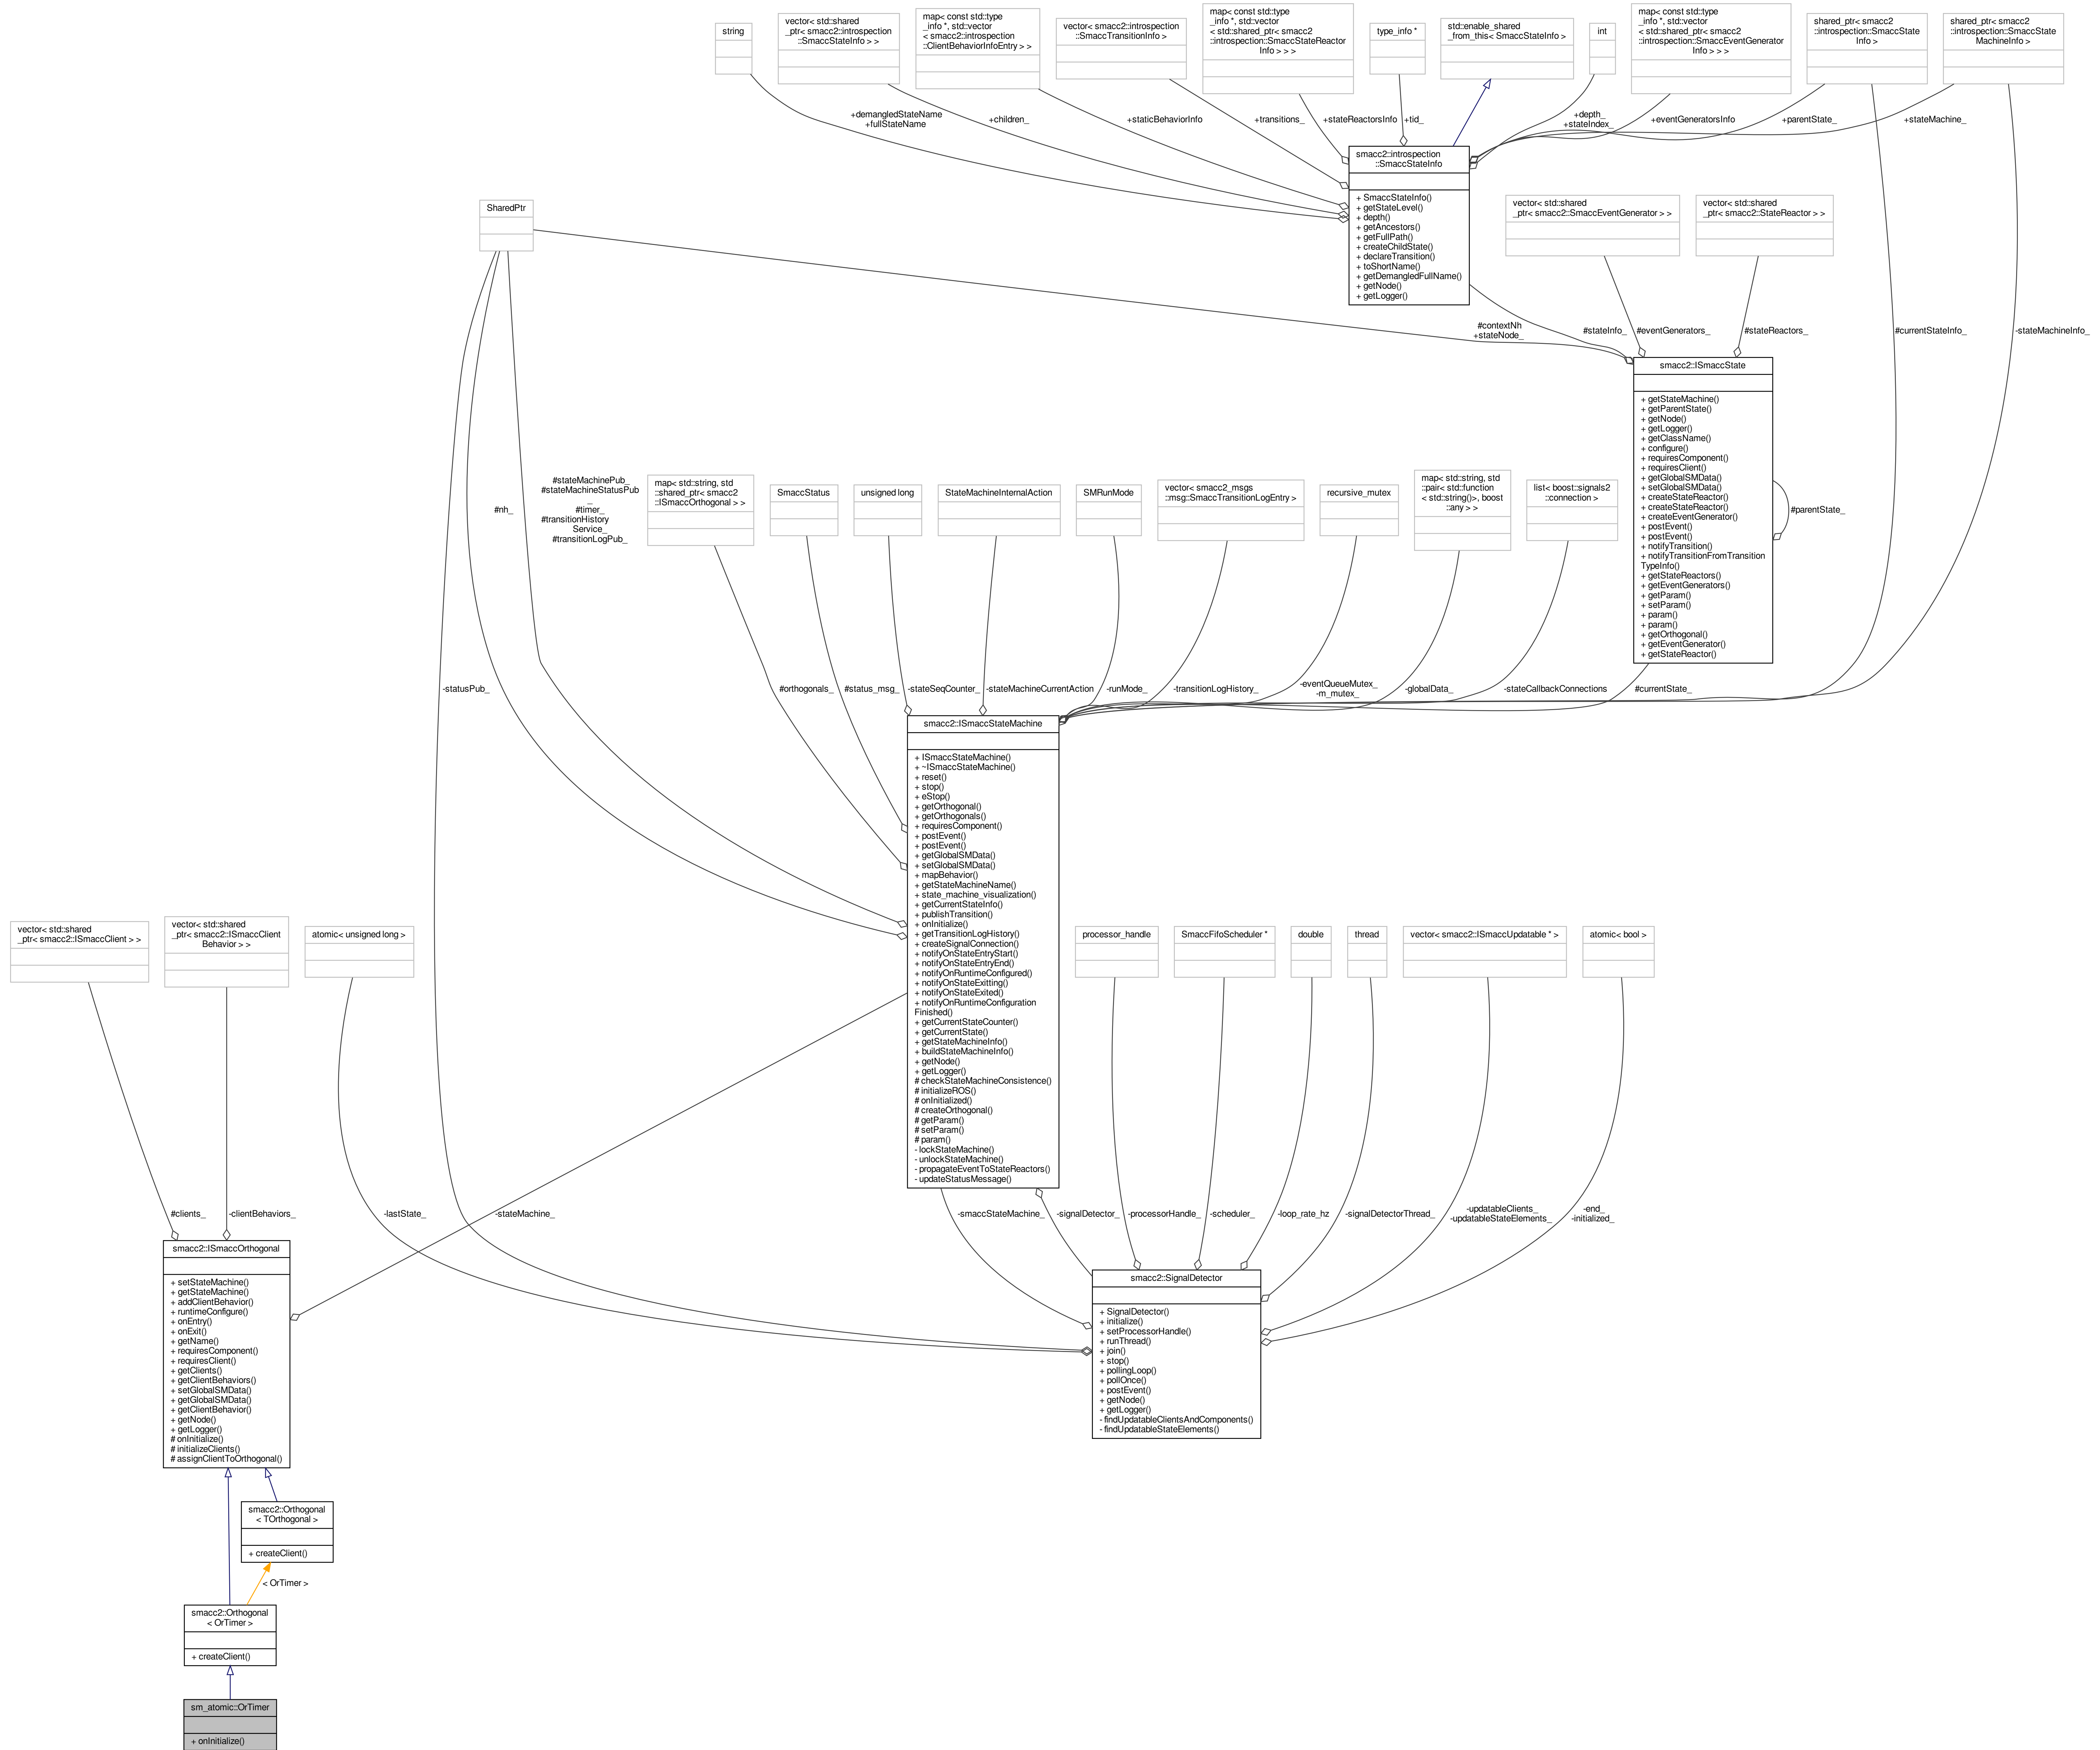 string
vector< std::shared
_ptr< smacc2::introspection
::SmaccStateInfo > >
map< const std::type
_info *, std::vector
< smacc2::introspection
::ClientBehaviorInfoEntry > >
vector< smacc2::introspection
::SmaccTransitionInfo >
map< const std::type
_info *, std::vector
< std::shared_ptr< smacc2
::introspection::SmaccStateReactor
Info > > >
type_info *
std::enable_shared
_from_this< SmaccStateInfo >
int
map< const std::type
_info *, std::vector
< std::shared_ptr< smacc2
::introspection::SmaccEventGenerator
Info > > >
shared_ptr< smacc2
::introspection::SmaccState
Info >
shared_ptr< smacc2
::introspection::SmaccState
MachineInfo >
+demangledStateName
+fullStateName
+children_
+staticBehaviorInfo
+transitions_
+stateReactorsInfo
+tid_
+depth_
+stateIndex_
+eventGeneratorsInfo
+parentState_
+stateMachine_
smacc2::introspection
::SmaccStateInfo
+ SmaccStateInfo()
+ getStateLevel()
+ depth()
+ getAncestors()
+ getFullPath()
+ createChildState()
+ declareTransition()
+ toShortName()
+ getDemangledFullName()
+ getNode()
+ getLogger()
SharedPtr
vector< std::shared
_ptr< smacc2::SmaccEventGenerator > >
vector< std::shared
_ptr< smacc2::StateReactor > >
#contextNh
+stateNode_
#stateInfo_
#eventGenerators_
#stateReactors_
#currentStateInfo_
-stateMachineInfo_
smacc2::ISmaccState
+ getStateMachine()
+ getParentState()
+ getNode()
+ getLogger()
+ getClassName()
+ configure()
+ requiresComponent()
+ requiresClient()
+ getGlobalSMData()
+ setGlobalSMData()
+ createStateReactor()
+ createStateReactor()
+ createEventGenerator()
+ postEvent()
+ postEvent()
+ notifyTransition()
+ notifyTransitionFromTransition
TypeInfo()
+ getStateReactors()
+ getEventGenerators()
+ getParam()
+ setParam()
+ param()
+ param()
+ getOrthogonal()
+ getEventGenerator()
+ getStateReactor()
#parentState_
#nh_
#stateMachinePub_
#stateMachineStatusPub
_
#timer_
#transitionHistory
Service_
#transitionLogPub_
map< std::string, std
::shared_ptr< smacc2
::ISmaccOrthogonal > >
SmaccStatus
unsigned long
StateMachineInternalAction
SMRunMode
vector< smacc2_msgs
::msg::SmaccTransitionLogEntry >
recursive_mutex
map< std::string, std
::pair< std::function
< std::string()>, boost
::any > >
list< boost::signals2
::connection >
-statusPub_
#orthogonals_
#status_msg_
-stateSeqCounter_
-stateMachineCurrentAction
-runMode_
-transitionLogHistory_
-eventQueueMutex_
-m_mutex_
-globalData_
-stateCallbackConnections
#currentState_
smacc2::ISmaccStateMachine
+ ISmaccStateMachine()
+ ~ISmaccStateMachine()
+ reset()
+ stop()
+ eStop()
+ getOrthogonal()
+ getOrthogonals()
+ requiresComponent()
+ postEvent()
+ postEvent()
+ getGlobalSMData()
+ setGlobalSMData()
+ mapBehavior()
+ getStateMachineName()
+ state_machine_visualization()
+ getCurrentStateInfo()
+ publishTransition()
+ onInitialize()
+ getTransitionLogHistory()
+ createSignalConnection()
+ notifyOnStateEntryStart()
+ notifyOnStateEntryEnd()
+ notifyOnRuntimeConfigured()
+ notifyOnStateExitting()
+ notifyOnStateExited()
+ notifyOnRuntimeConfiguration
Finished()
+ getCurrentStateCounter()
+ getCurrentState()
+ getStateMachineInfo()
+ buildStateMachineInfo()
+ getNode()
+ getLogger()
# checkStateMachineConsistence()
# initializeROS()
# onInitialized()
# createOrthogonal()
# getParam()
# setParam()
# param()
- lockStateMachine()
- unlockStateMachine()
- propagateEventToStateReactors()
- updateStatusMessage()
vector< std::shared
_ptr< smacc2::ISmaccClient > >
vector< std::shared
_ptr< smacc2::ISmaccClient
Behavior > >
atomic< unsigned long >
processor_handle
SmaccFifoScheduler *
double
thread
vector< smacc2::ISmaccUpdatable * >
atomic< bool >
#clients_
-clientBehaviors_
-lastState_
-stateMachine_
-smaccStateMachine_
-signalDetector_
-processorHandle_
-scheduler_
-loop_rate_hz
-signalDetectorThread_
-updatableClients_
-updatableStateElements_
-end_
-initialized_
smacc2::ISmaccOrthogonal
+ setStateMachine()
+ getStateMachine()
+ addClientBehavior()
+ runtimeConfigure()
+ onEntry()
+ onExit()
+ getName()
+ requiresComponent()
+ requiresClient()
+ getClients()
+ getClientBehaviors()
+ setGlobalSMData()
+ getGlobalSMData()
+ getClientBehavior()
+ getNode()
+ getLogger()
# onInitialize()
# initializeClients()
# assignClientToOrthogonal()
smacc2::SignalDetector
+ SignalDetector()
+ initialize()
+ setProcessorHandle()
+ runThread()
+ join()
+ stop()
+ pollingLoop()
+ pollOnce()
+ postEvent()
+ getNode()
+ getLogger()
- findUpdatableClientsAndComponents()
- findUpdatableStateElements()
smacc2::Orthogonal
< TOrthogonal >
+ createClient()
< OrTimer >
smacc2::Orthogonal
< OrTimer >
+ createClient()
sm_atomic::OrTimer
+ onInitialize()